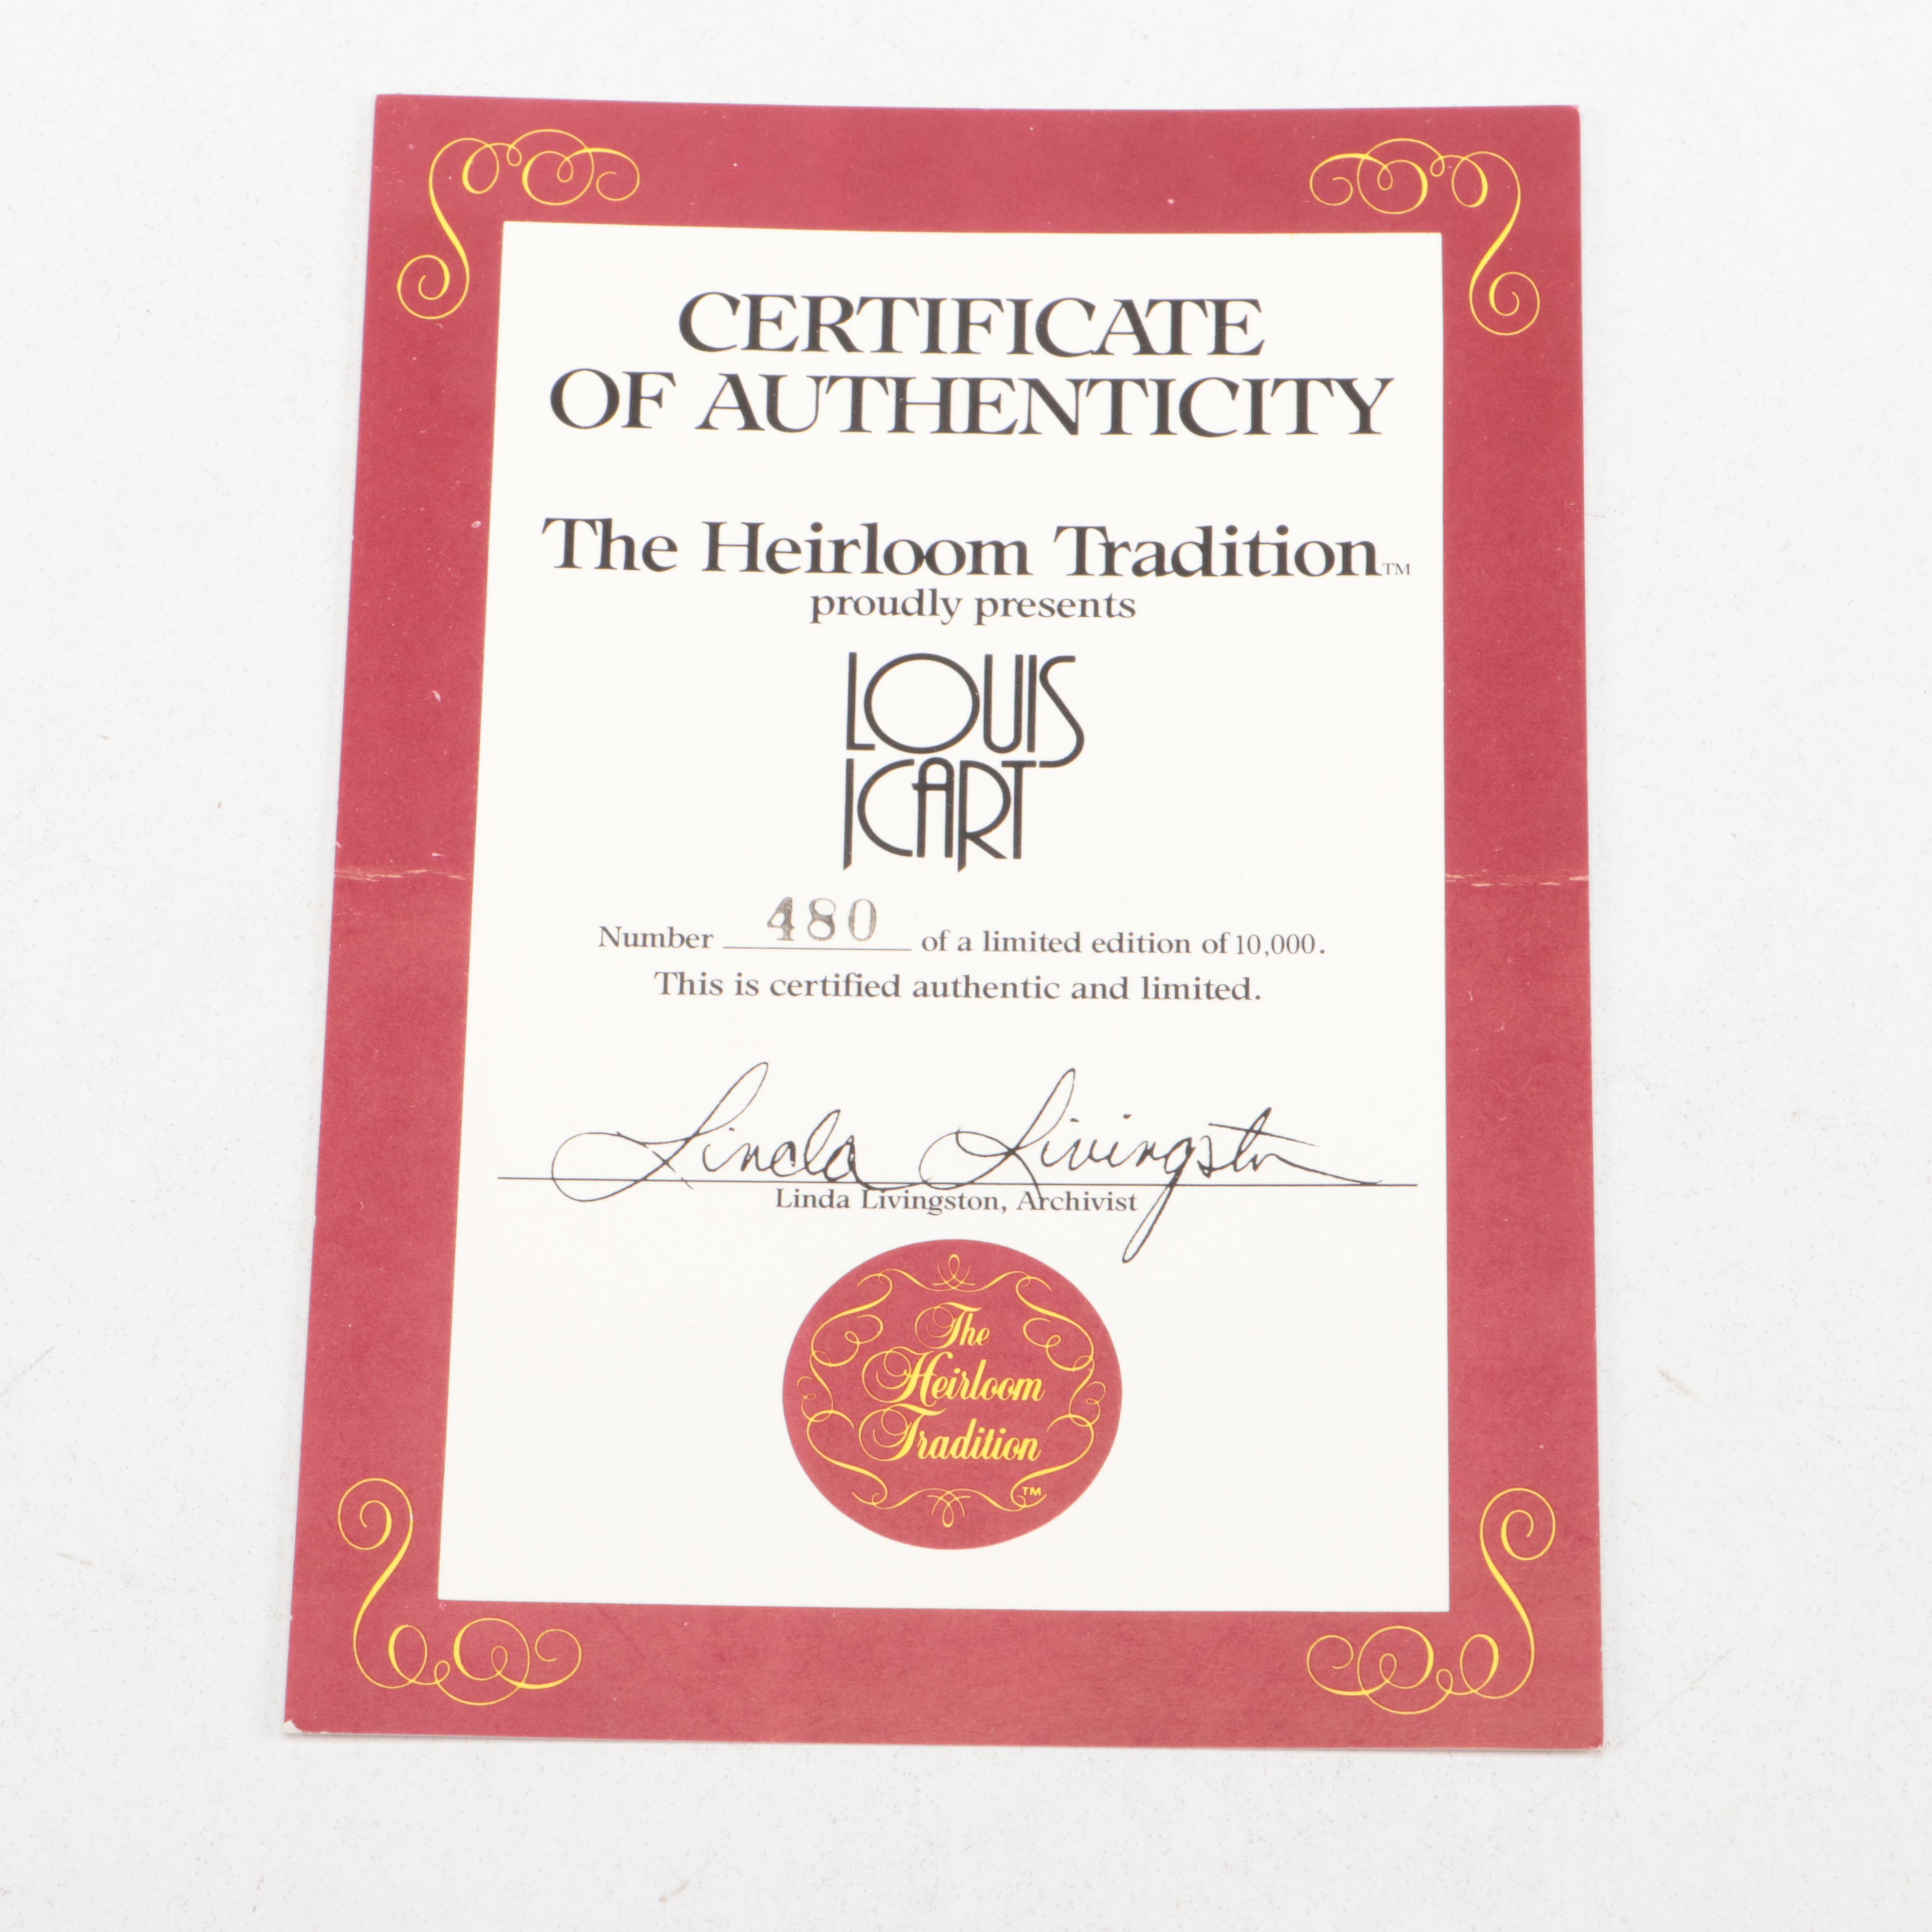 CERTIFICATE
OF AUTHENTICITY
The Heirloom Tradition™
proudly presents
LOUIS
ICART
Number 480 of a limited edition of 10,000.
This is certified authentic and limited.
Linda Livingston
Linda Livingston, Archivist
The
Heirloom
Tradition
™